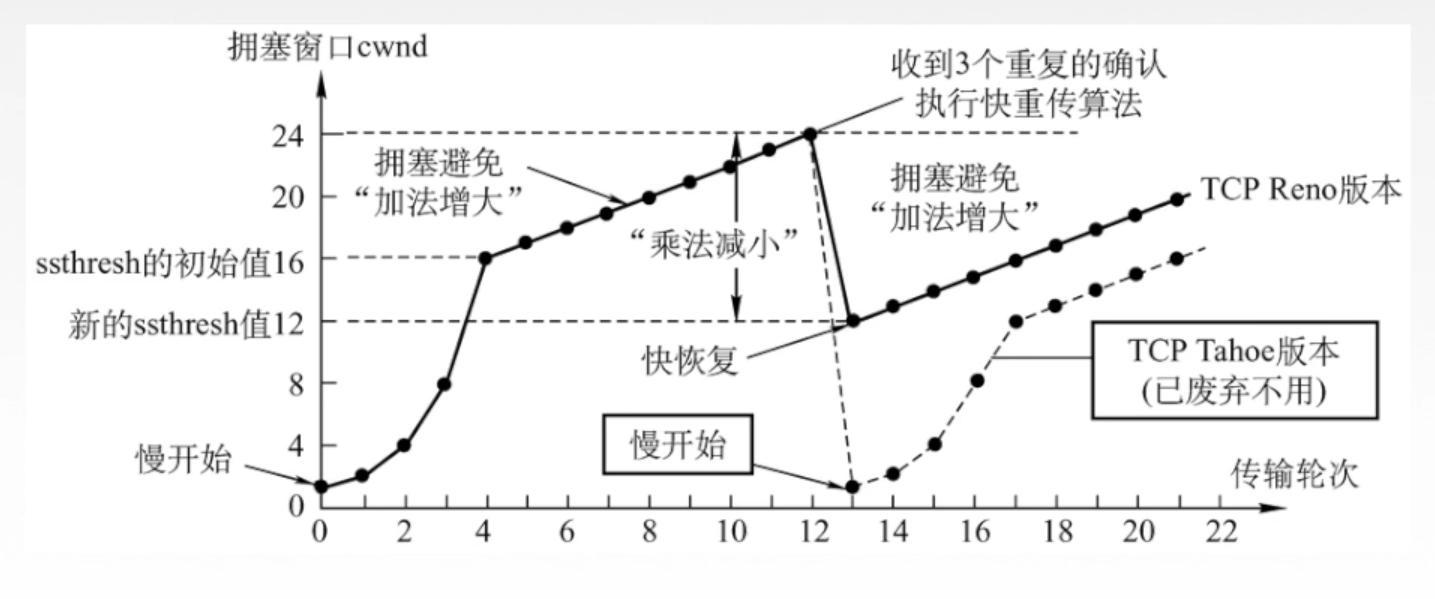 拥塞窗口cwnd
收到3个重复的确认
执行快重传算法
24
拥塞避免
“加法增大”
拥塞避免
“加法增大”
20
TCP Reno版本
“乘法减小”
ssthresh的初始值16
新的ssthresh值12
快恢复
TCP Tahoe版本
(已废弃不用)
8
慢开始
4
慢开始
传输轮次
0
0 2 4 6 8 10 12 14 16 18 20 22